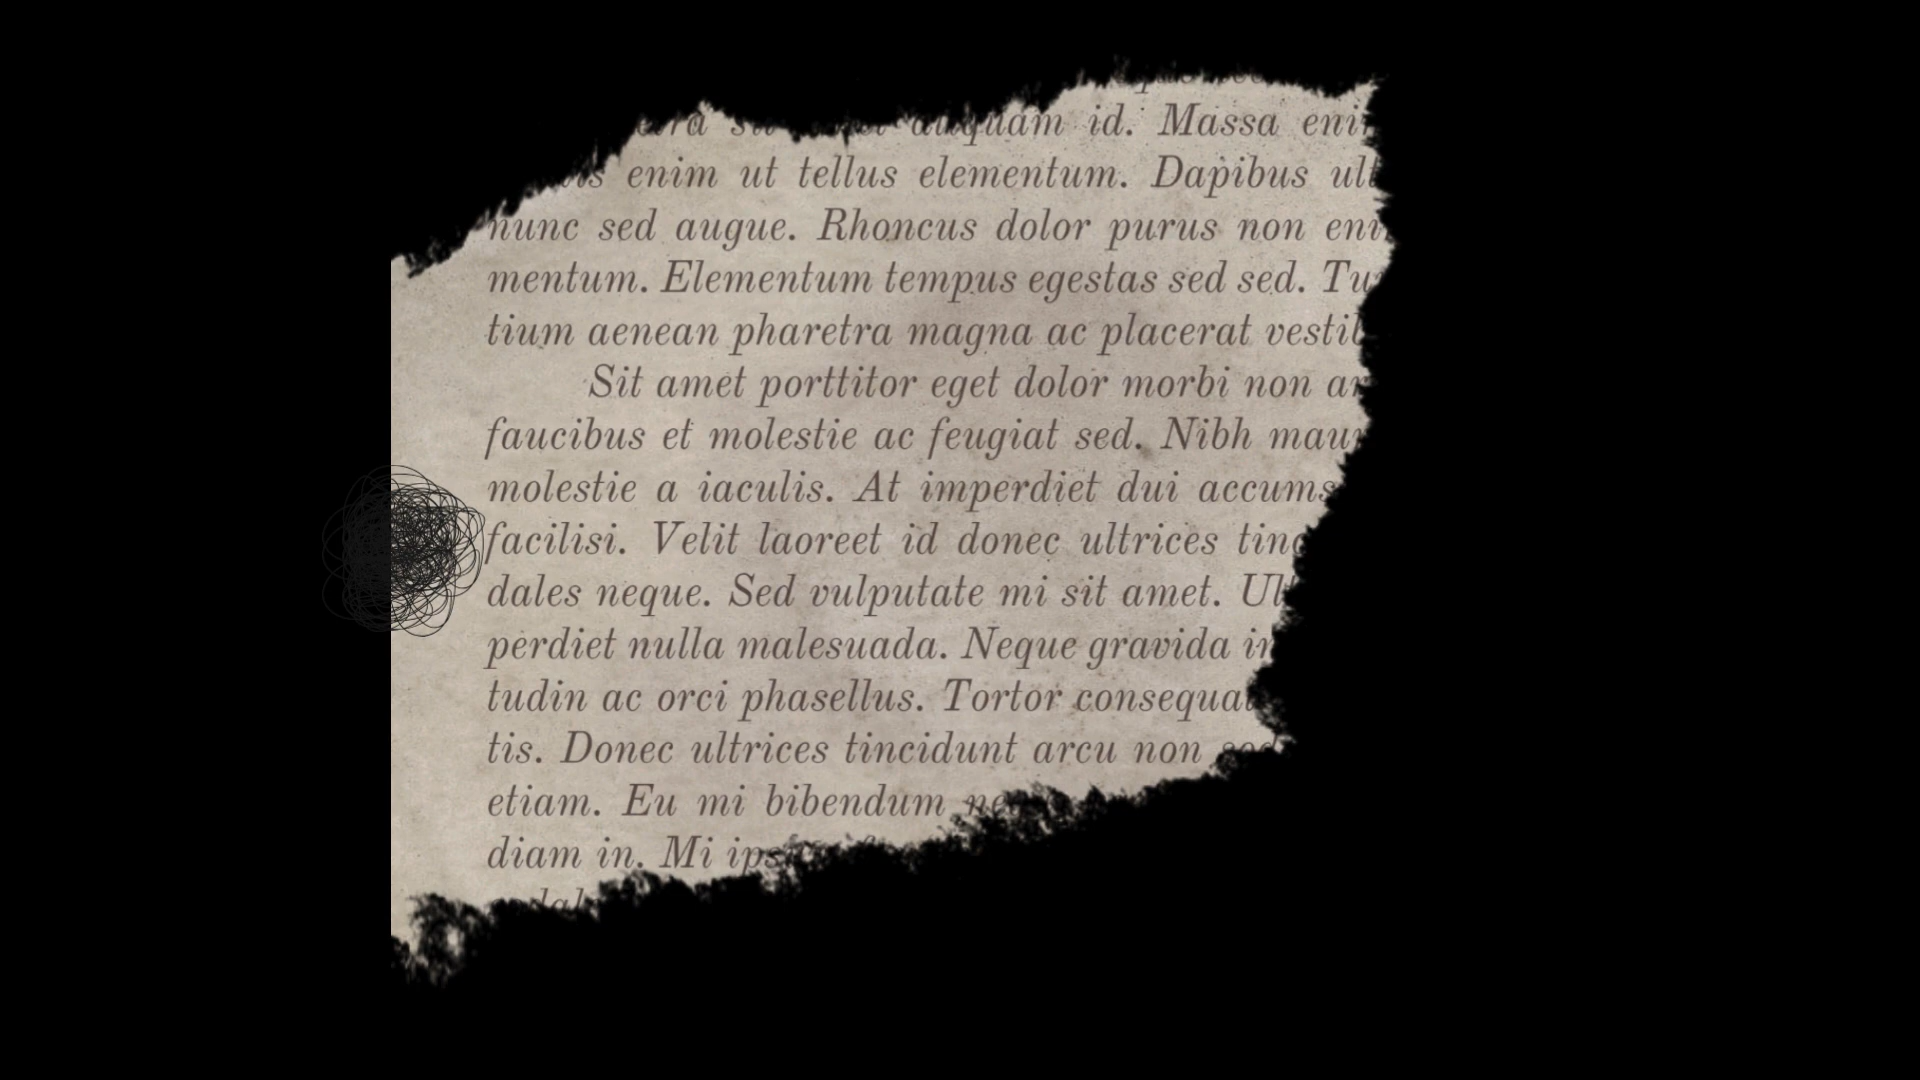 aliquam id. Massa
enim ut tellus elementum. Dapibus
nunc sed augue. Rhoncus dolor purus non
mentum. Elementum tempus egestas sed sed.
tium aenean pharetra magna ac placerat
Sit amet porttitor eget dolor morbi non
faucibus et molestie ac feugiat sed. Nibh
molestie a iaculis. At imperdiet dui
facilisi. Velit laoreet id donec ultrices
dales neque. Sed vulputate mi sit amet.
perdiet nulla malesuada. Neque gravida
tudin ac orci phasellus. Tortor consequat
tis. Donec ultrices tincidunt arcu non
etiam. Eu mi bibendum
diam in. Mi